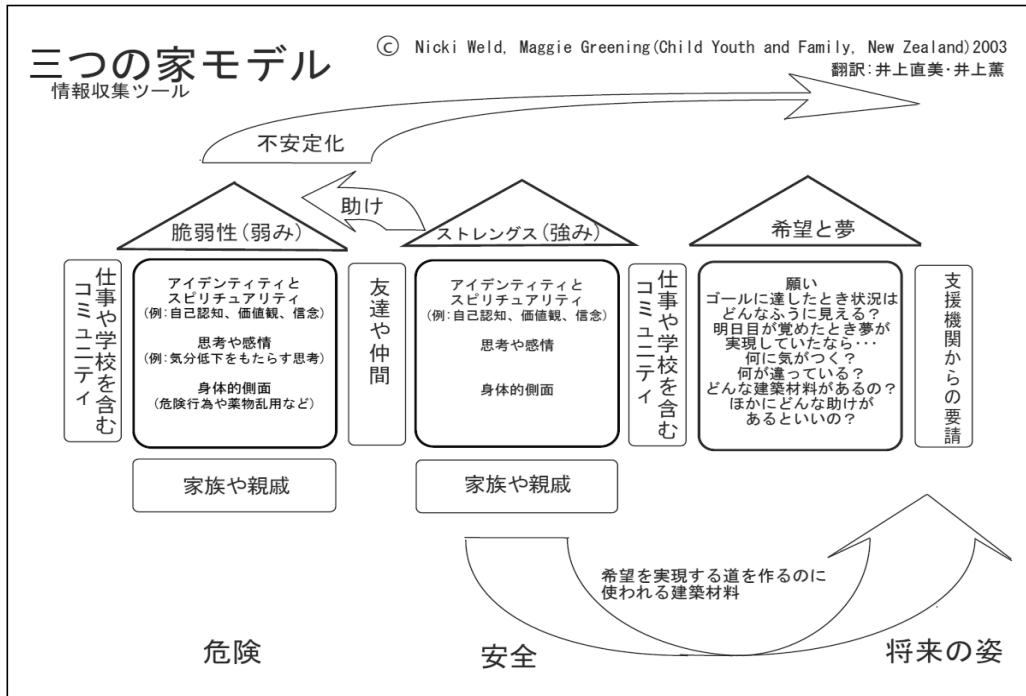 三つの家モデル
情報収集ツール
Ⓒ Nicki Weld, Maggie Greening(Child Youth and Family, New Zealand)2003
翻訳:井上直美・井上薫
不安定化
助け
脆弱性(弱み)
ストレングス(強み)
希望と夢
仕事や学校を含む
コミュニティ
アイデンティティと
スピリチュアリティ
(例:自己認知、価値観、信念)
思考や感情
(例:気分低下をもたらす思考)
身体的側面
(危険行為や薬物乱用など)
友達や仲間
アイデンティティと
スピリチュアリティ
(例:自己認知、価値観、信念)
思考や感情
身体的側面
仕事や学校を含む
コミュニティ
願い
ゴールに達したとき状況は
どんなふうに見える?
明日目が覚めたとき夢が
実現していたなら・・・
何に気がつく?
何が違っている?
どんな建築材料があるの?
ほかにどんな助けが
あるといいの?
支援機関からの要請
家族や親戚
家族や親戚
希望を実現する道を作るのに
使われる建築材料
危険
安全
将来の姿